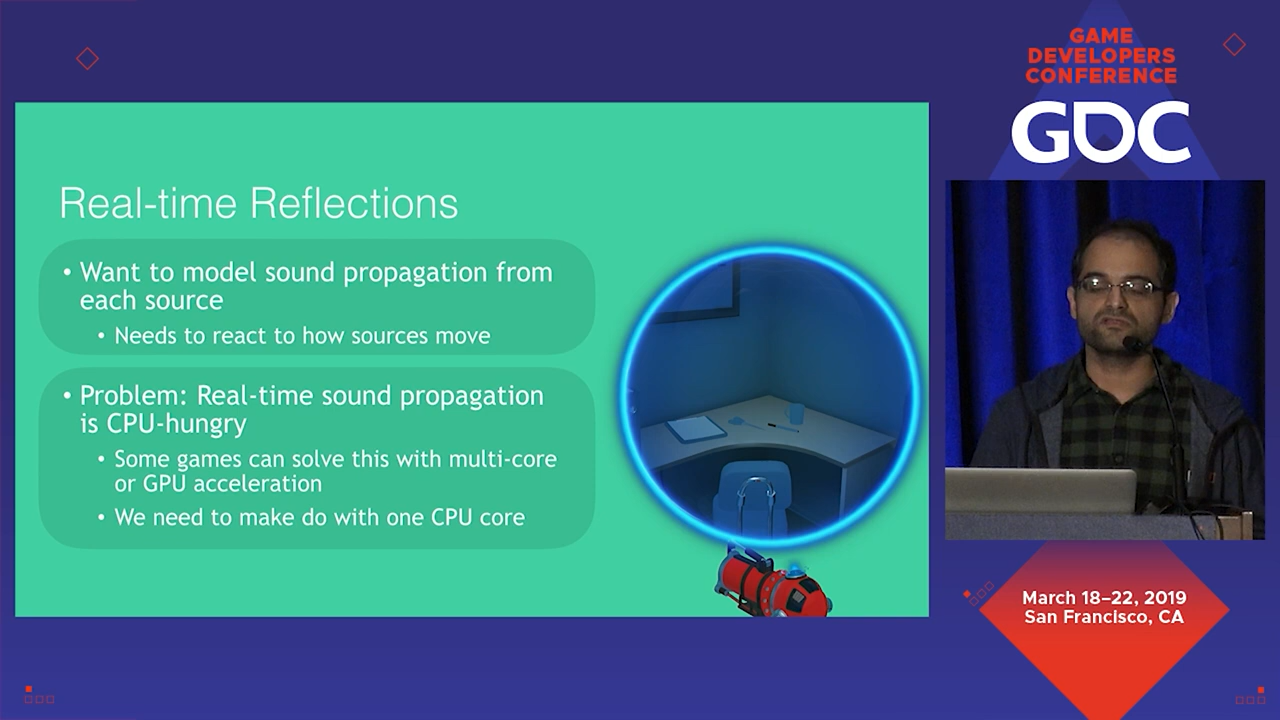 GAME
DEVELOPERS
CONFERENCE
GDC
Real-time Reflections
• Want to model sound propagation from
each source
• Needs to react to how sources move
• Problem: Real-time sound propagation
is CPU-hungry
• Some games can solve this with multi-core
or GPU acceleration
• We need to make do with one CPU core
March 18–22, 2019
San Francisco, CA